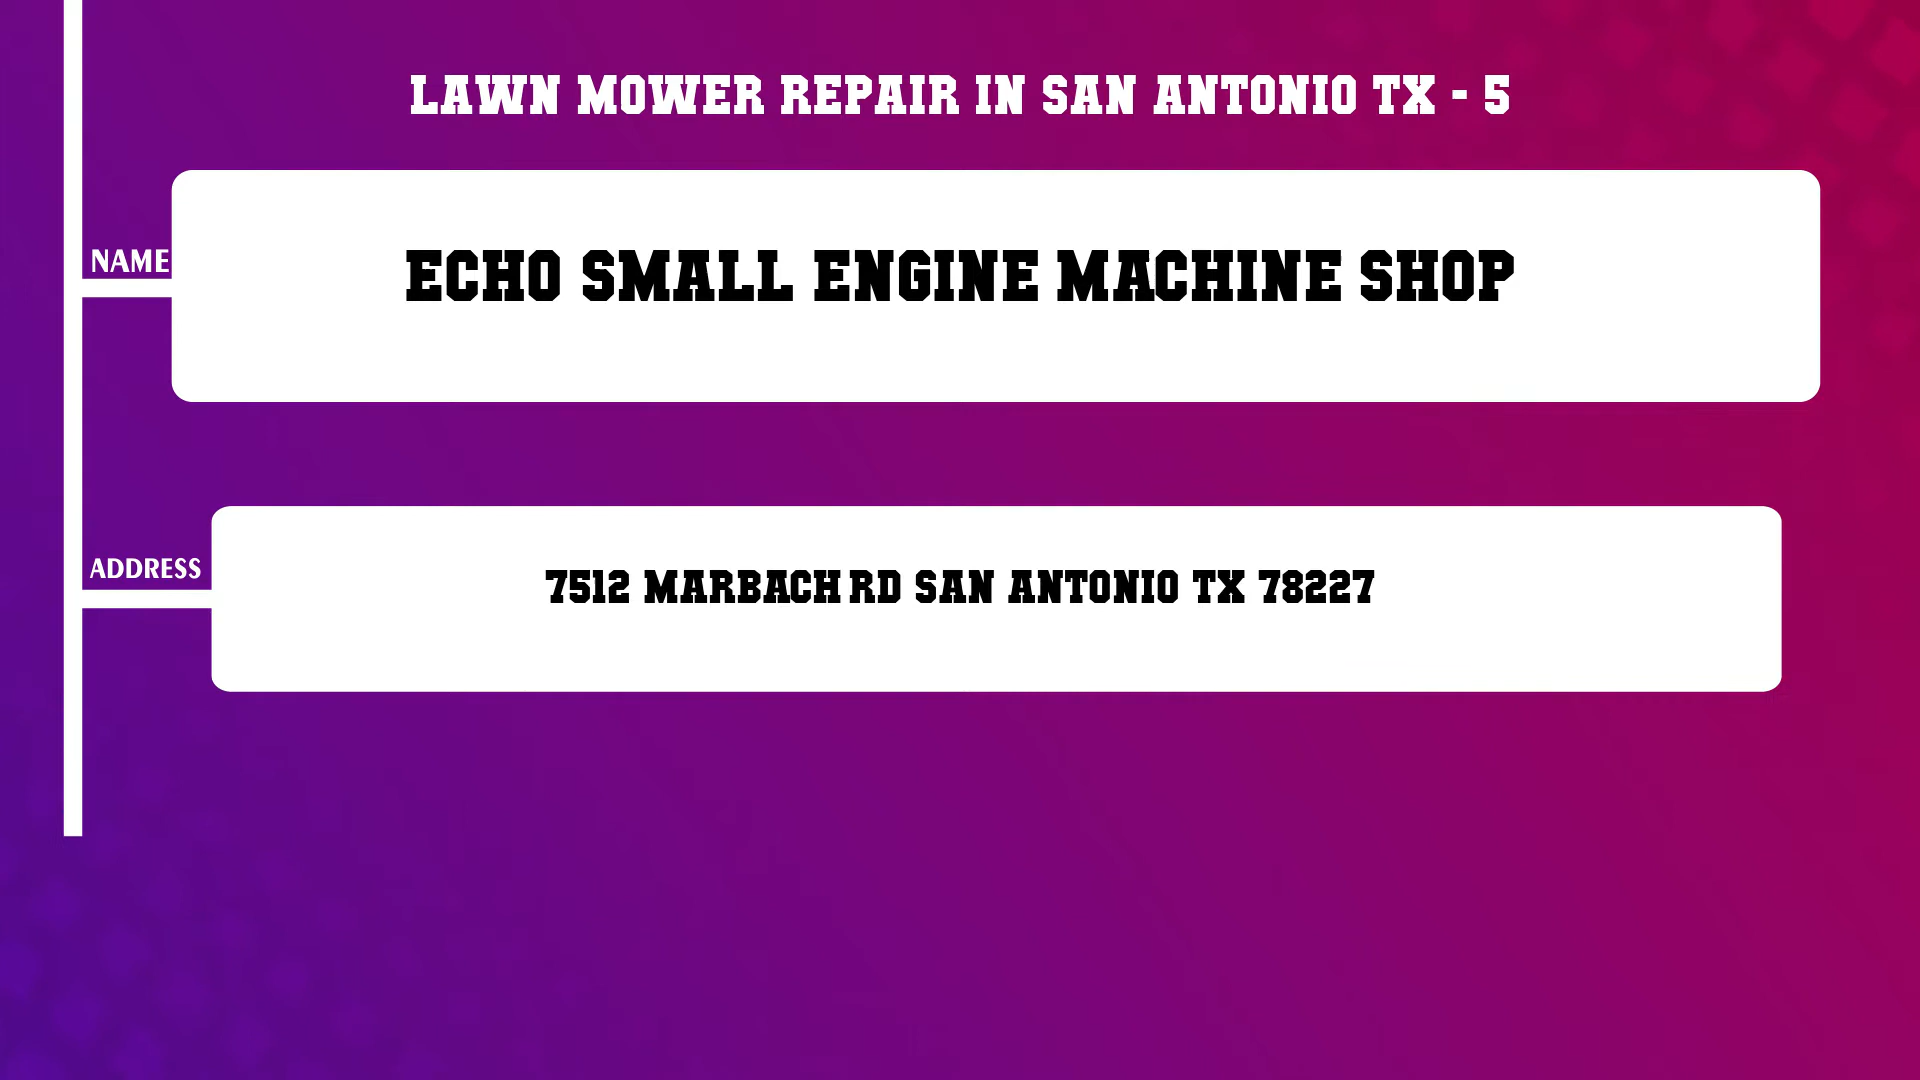 LAWN MOWER REPAIR IN SAN ANTONIO TX - 5
NAME
ECHO SMALL ENGINE MACHINE SHOP
ADDRESS
7512 MARBACH RD SAN ANTONIO TX 78227